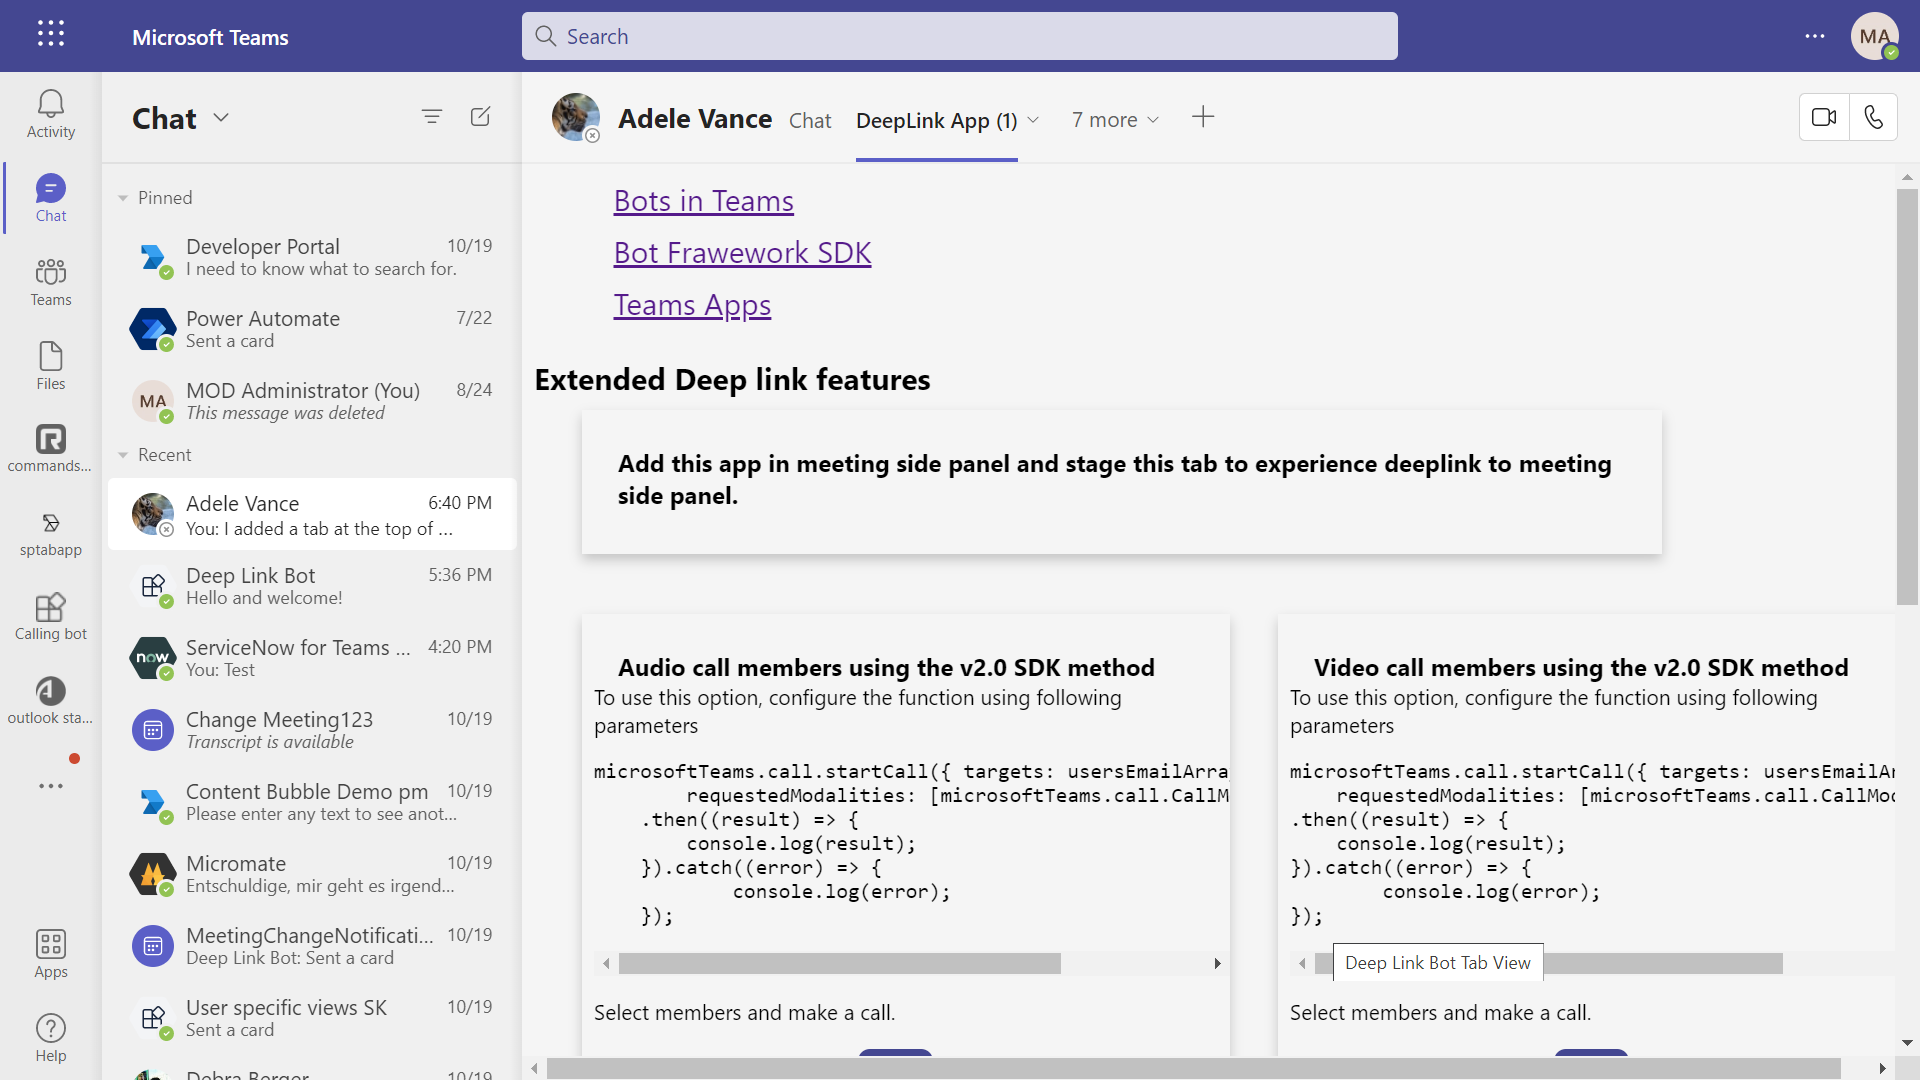 Microsoft Teams
Search
MA
Activity
Chat
Teams
Files
commands...
sptabapp
Calling bot
outlook sta...
Apps
Help
Chat
Pinned
Developer Portal 10/19
I need to know what to search for.
Power Automate 7/22
Sent a card
MA
MOD Administrator (You) 8/24
This message was deleted
Recent
Adele Vance 6:40 PM
You: I added a tab at the top of ...
Deep Link Bot 5:36 PM
Hello and welcome!
now
ServiceNow for Teams ... 4:20 PM
You: Test
Change Meeting123 10/19
Transcript is available
Content Bubble Demo pm 10/19
Please enter any text to see anot...
Micromate 10/19
Entschuldige, mir geht es irgend...
MeetingChangeNotificati... 10/19
Deep Link Bot: Sent a card
User specific views SK 10/19
Sent a card
Debra Berger 10/19
Adele Vance Chat DeepLink App (1) 7 more
Bots in Teams
Bot Frawework SDK
Teams Apps
Extended Deep link features
Add this app in meeting side panel and stage this tab to experience deeplink to meeting
side panel.
Audio call members using the v2.0 SDK method
To use this option, configure the function using following
parameters
microsoftTeams.call.startCall({ targets: usersEmailArra
requestedModalities: [microsoftTeams.call.CallM
.then((result) => {
console.log(result);
}).catch((error) => {
console.log(error);
});
Select members and make a call.
Video call members using the v2.0 SDK method
To use this option, configure the function using following
parameters
microsoftTeams.call.startCall({ targets: usersEmailAr
requestedModalities: [microsoftTeams.call.CallMod
.then((result) => {
console.log(result);
}).catch((error) => {
console.log(error);
});
Deep Link Bot Tab View
Select members and make a call.